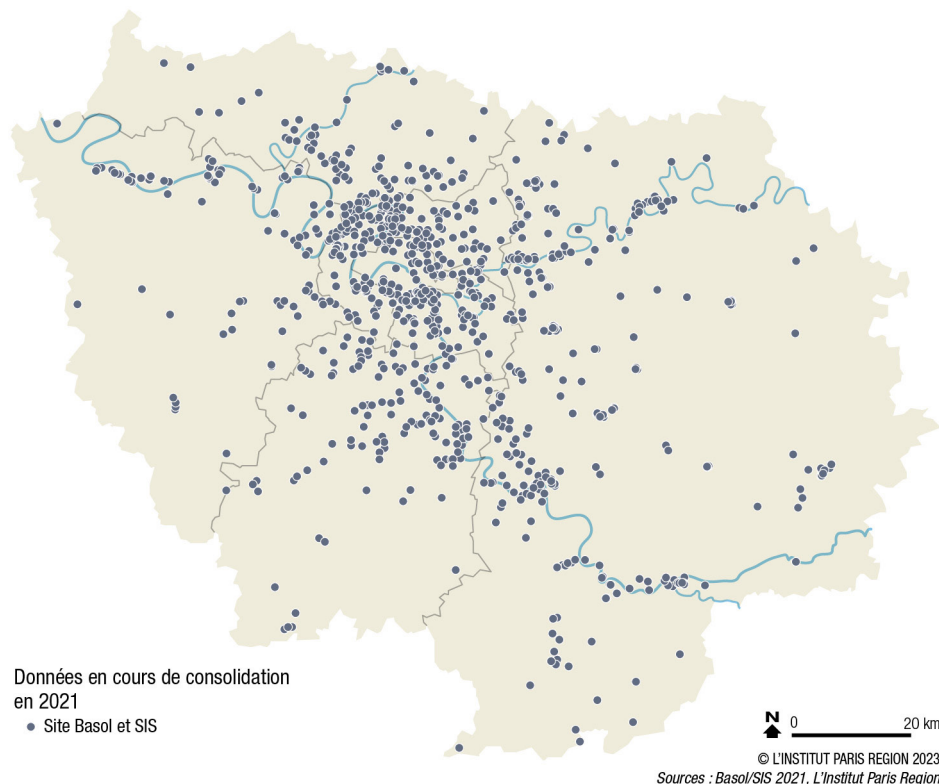 Données en cours de consolidation
en 2021
Site Basol et SIS
N 0 20 km
© L'INSTITUT PARIS REGION 2023
Sources : Basol/SIS 2021, L'Institut Paris Region